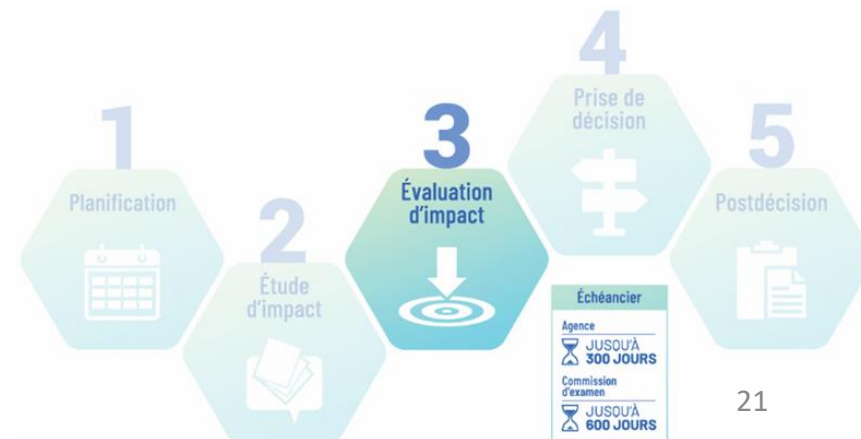 1
Planification
2
Étude
d'impact
3
Évaluation
d'impact
4
Prise de
décision
5
Postdécision
Échéancier
Agence
JUSQU'À
300 JOURS
Commission
d'examen
JUSQU'À
600 JOURS
21